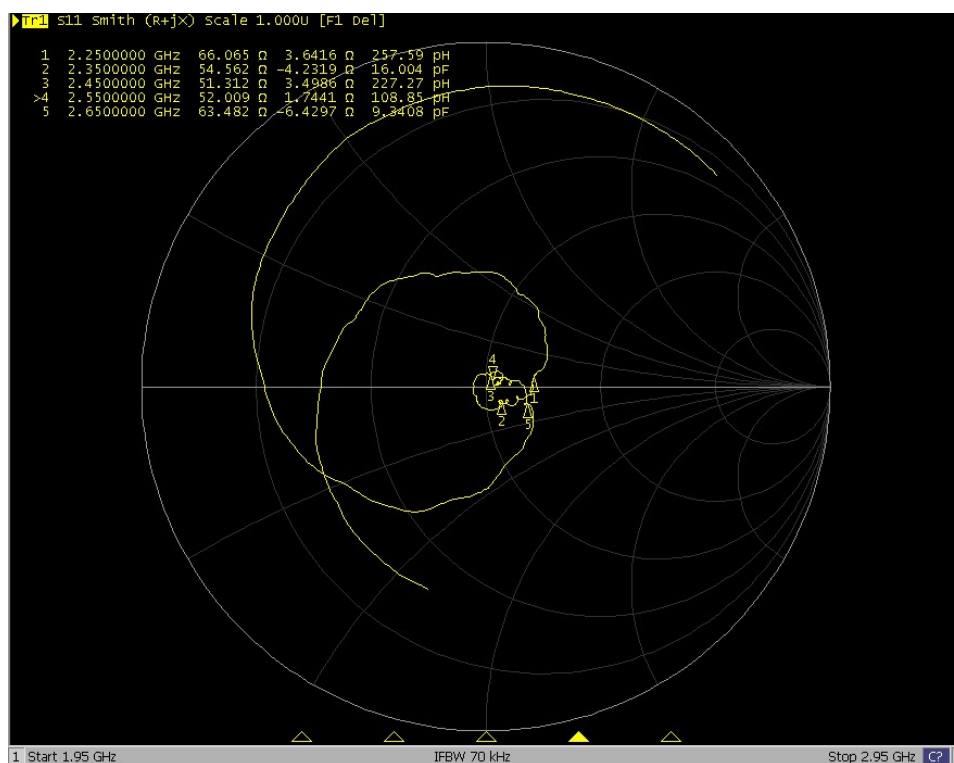 Tr1 S11 Smith (R+jX) Scale 1.000U [F1 Del]
1 2.2500000 GHz 66.065 Ω 3.6416 Ω 257.59 pH
2 2.3500000 GHz 54.562 Ω -4.2319 Ω 16.004 pF
3 2.4500000 GHz 51.312 Ω 3.4986 Ω 227.27 pH
>4 2.5500000 GHz 52.009 Ω 1.7441 Ω 108.85 pH
5 2.6500000 GHz 63.482 Ω -6.4297 Ω 9.3408 pF
4
3
1
2
5
1 Start 1.95 GHz IFBW 70 kHz Stop 2.95 GHz C?